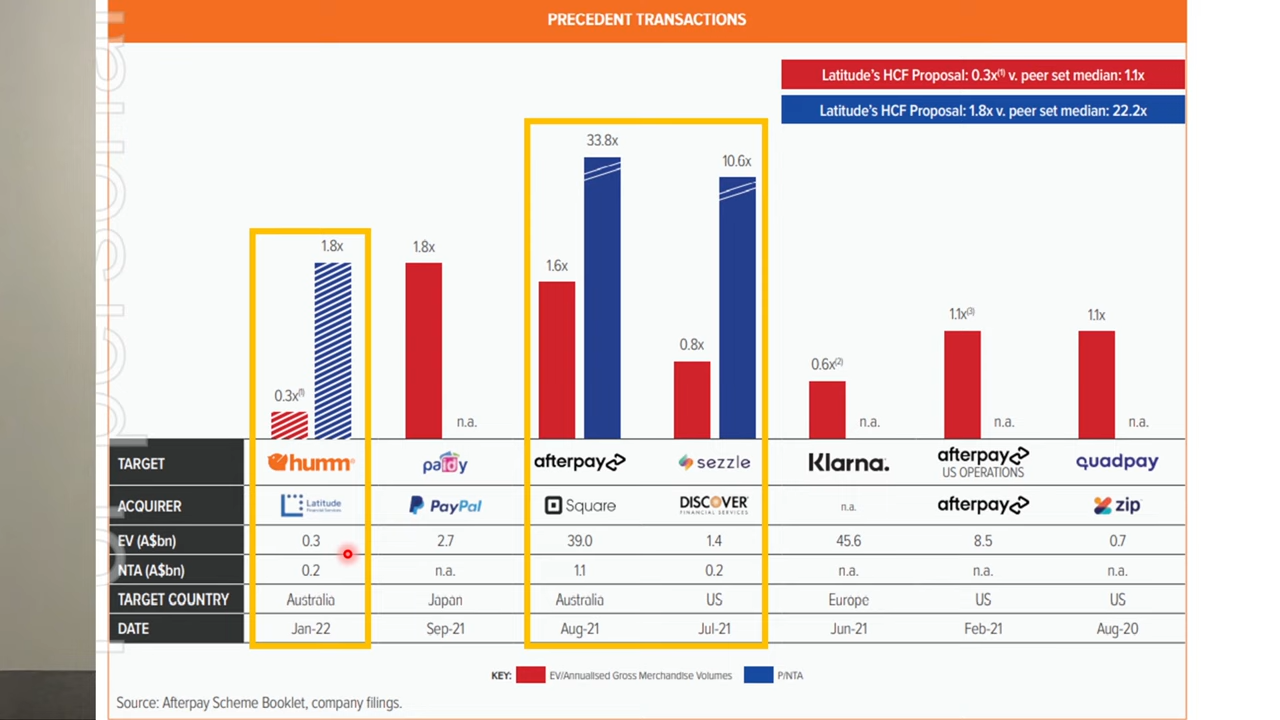 PRECEDENT TRANSACTIONS
Latitude's HCF Proposal: 0.3x(1) v. peer set median: 1.1x
Latitude's HCF Proposal: 1.8x v. peer set median: 22.2x
33.8x
10.6x
1.8x
1.8x
1.6x
0.8x
1.1x(3)
1.1x
0.6x(2)
0.3x(1)
n.a. n.a. n.a. n.a.
TARGET humm paidy afterpay sezzle Klarna. afterpay US OPERATIONS quadpay
ACQUIRER Latitude Financial Services PayPal Square DISCOVER FINANCIAL SERVICES n.a. afterpay zip
EV (A$bn) 0.3 2.7 39.0 1.4 45.6 8.5 0.7
NTA (A$bn) 0.2 n.a. 1.1 0.2 n.a. n.a. n.a.
TARGET COUNTRY Australia Japan Australia US Europe US US
DATE Jan-22 Sep-21 Aug-21 Jul-21 Jun-21 Feb-21 Aug-20
KEY: EV/Annualised Gross Merchandise Volumes P/NTA
Source: Afterpay Scheme Booklet, company filings.